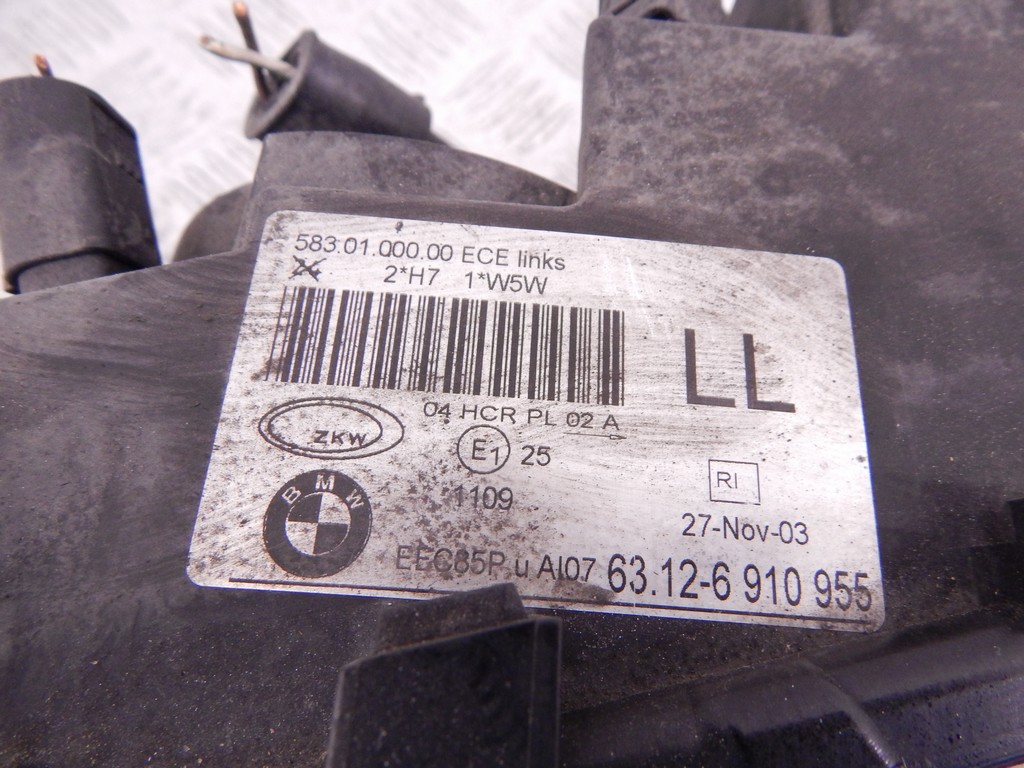 583.01.000.00 ECE links
2*H7 1*W5W
LL
04 HCR PL 02 A
ZKW
E1 25
RI
BMW
1109
27-Nov-03
EEC85P u AI07 63.12-6 910 955